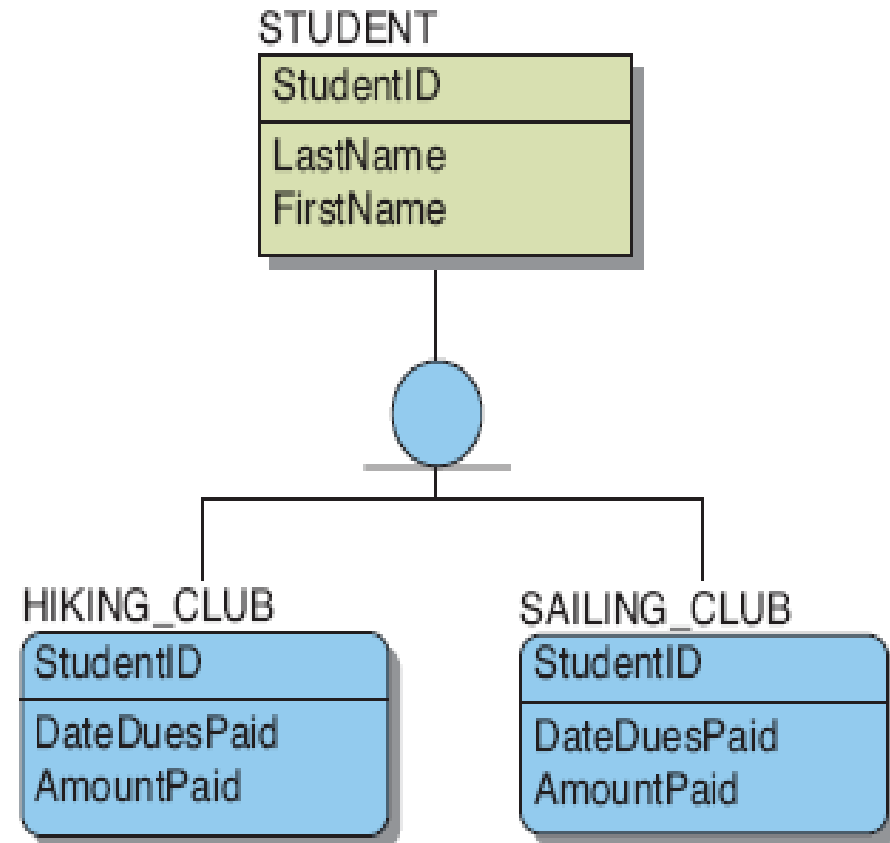 STUDENT
StudentID
LastName
FirstName
HIKING_CLUB
StudentID
DateDuesPaid
AmountPaid
SAILING_CLUB
StudentID
DateDuesPaid
AmountPaid